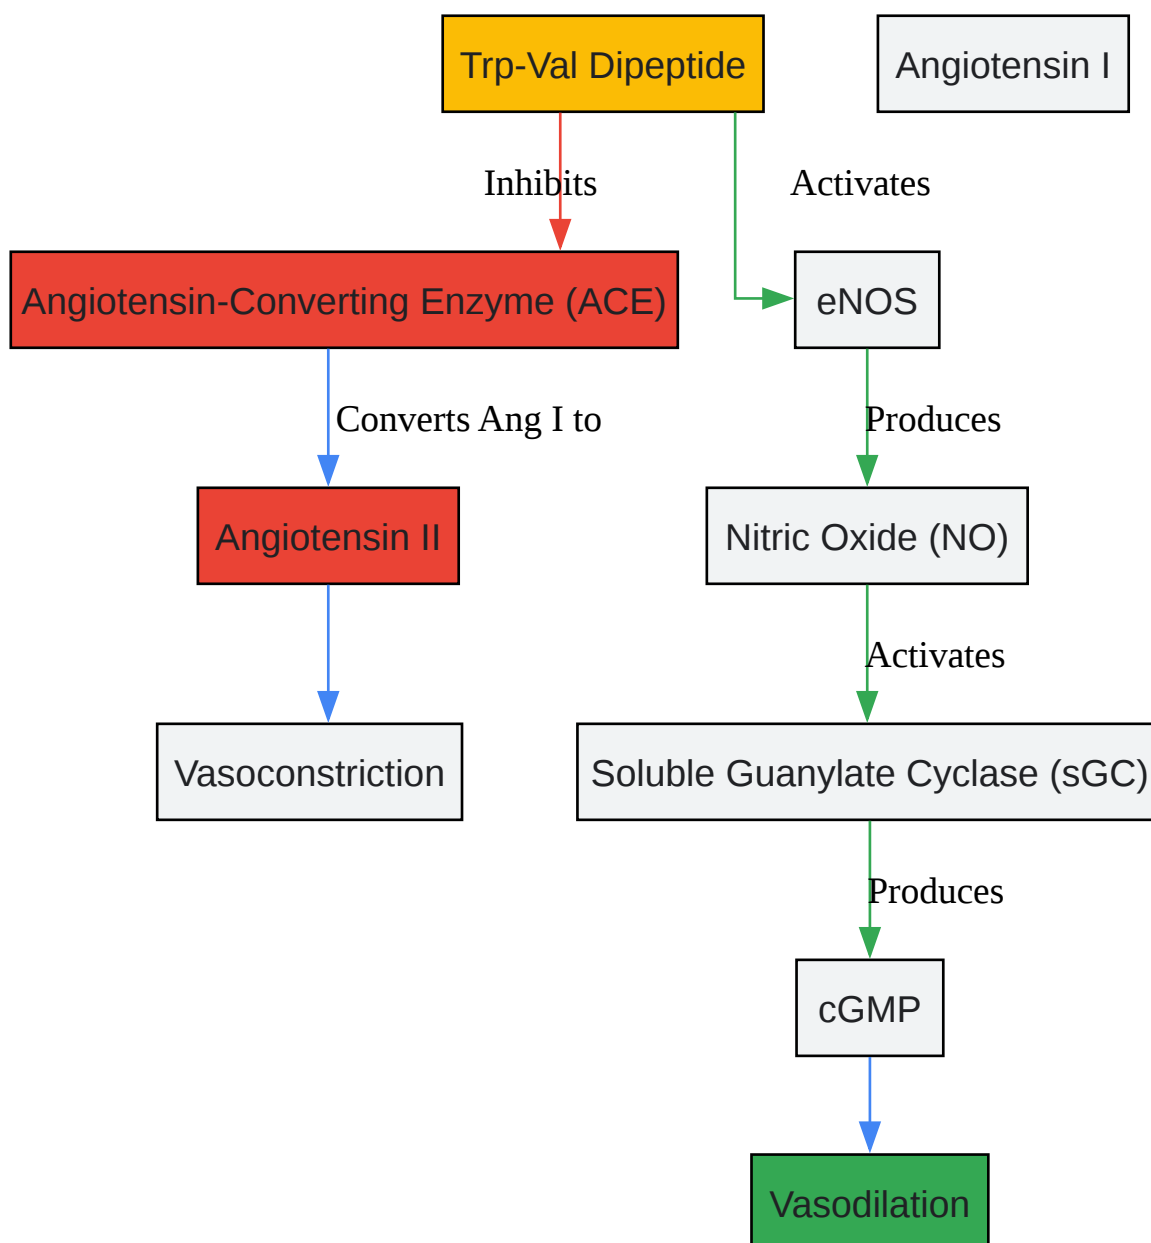 Trp-Val Dipeptide
Angiotensin I
Inhibits
Activates
Angiotensin-Converting Enzyme (ACE)
eNOS
Converts Ang I to
Produces
Angiotensin II
Nitric Oxide (NO)
Activates
Vasoconstriction
Soluble Guanylate Cyclase (sGC)
Produces
cGMP
Vasodilation